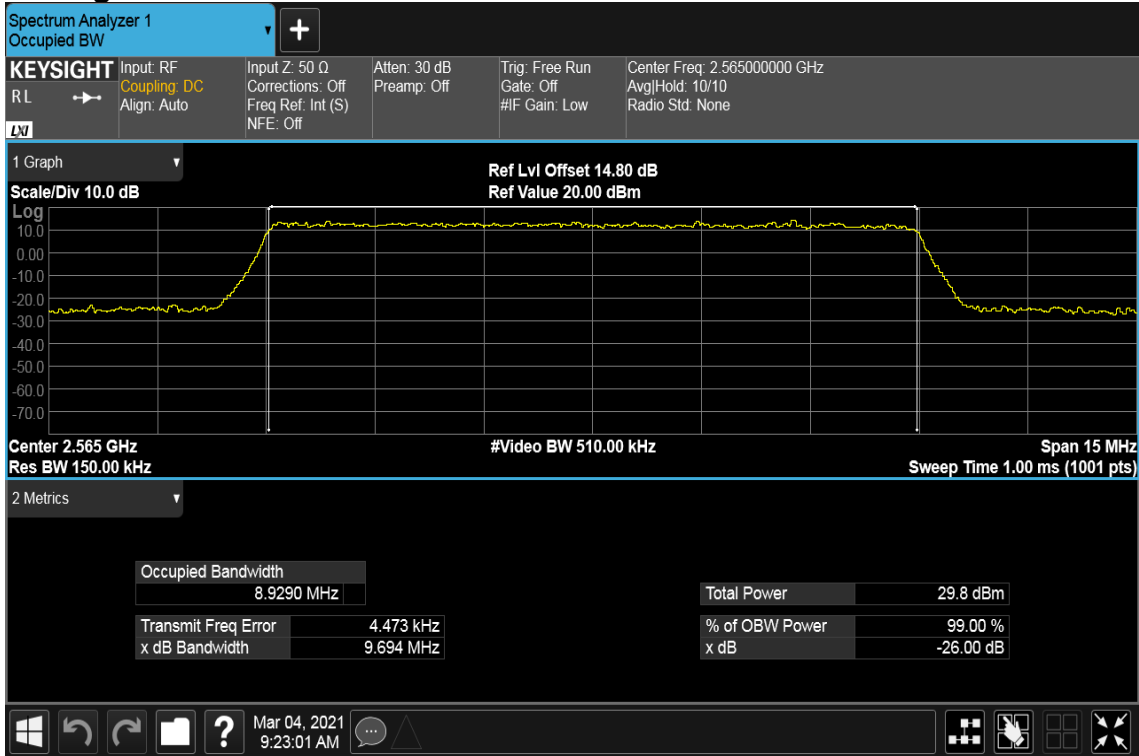 Spectrum Analyzer 1
Occupied BW
KEYSIGHT
R L
LXI
Input: RF
Coupling: DC
Align: Auto
Input Z: 50 Ω
Corrections: Off
Freq Ref: Int (S)
NFE: Off
Atten: 30 dB
Preamp: Off
Trig: Free Run
Gate: Off
#IF Gain: Low
Center Freq: 2.565000000 GHz
Avg|Hold: 10/10
Radio Std: None
1 Graph
Scale/Div 10.0 dB
Ref Lvl Offset 14.80 dB
Ref Value 20.00 dBm
Log
10.0
0.00
-10.0
-20.0
-30.0
-40.0
-50.0
-60.0
-70.0
Center 2.565 GHz
#Video BW 510.00 kHz
Span 15 MHz
Res BW 150.00 kHz
Sweep Time 1.00 ms (1001 pts)
2 Metrics
Occupied Bandwidth
8.9290 MHz
Total Power 29.8 dBm
Transmit Freq Error 4.473 kHz
% of OBW Power 99.00 %
x dB Bandwidth 9.694 MHz
x dB -26.00 dB
?
Mar 04, 2021
9:23:01 AM